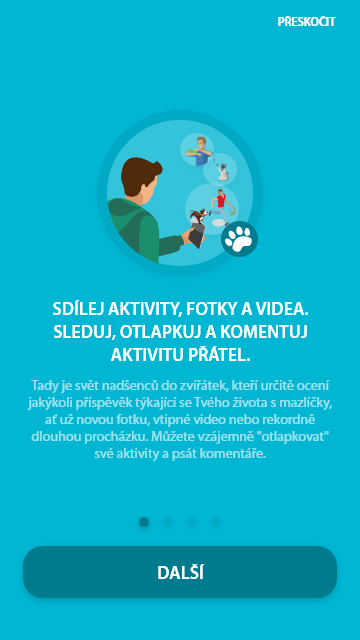 PŘESKOČIT
SDÍLEJ AKTIVITY, FOTKY A VIDEA.
SLEDUJ, OTLAPKUJ A KOMENTUJ
AKTIVITU PŘÁTEL.
Tady je svět nadšenců do zvířátek, kteří určitě ocení
jakýkoli příspěvěk týkající se Tvého života s mazlíčky,
ať už novou fotku, vtipné video nebo rekordně
dlouhou procházku. Můžete vzájemně "otlapkovat"
své aktivity a psát komentáře.
DALŠÍ